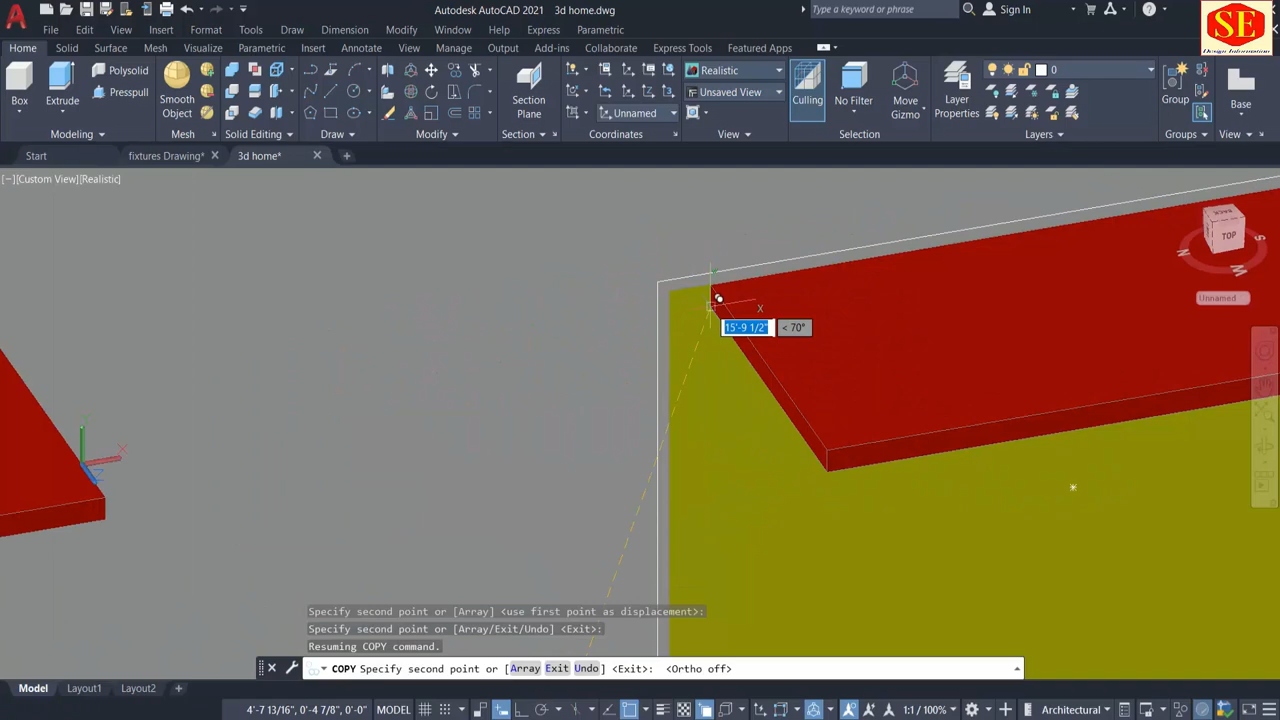 Autodesk AutoCAD 2021 3d home.dwg
Type a keyword or phrase
Sign In
SE
Design Information
File Edit View Insert Format Tools Draw Dimension Modify Window Help Express Parametric
Home Solid Surface Mesh Visualize Parametric Insert Annotate View Manage Output Add-ins Collaborate Express Tools Featured Apps
Box
Extrude
Polysolid
Presspull
Smooth
Object
Section
Plane
Unnamed
Realistic
Unsaved View
Culling
No Filter
Move
Gizmo
Layer
Properties
0
Group
Base
Modeling
Mesh
Solid Editing
Draw
Modify
Section
Coordinates
View
Selection
Layers
Groups
View
Start
fixtures Drawing*
3d home*
[−][Custom View][Realistic]
BACK
TOP
N
S
Unnamed
X
15'-9 1/2"
< 70°
X
Specify second point or [Array] <use first point as displacement>:
Specify second point or [Array/Exit/Undo] <Exit>:
Resuming COPY command.
COPY Specify second point or [Array Exit Undo] <Exit>: <Ortho off>
Model
Layout1
Layout2
4'-7 13/16", 0'-4 7/8", 0'-0"
MODEL
1:1 / 100%
Architectural